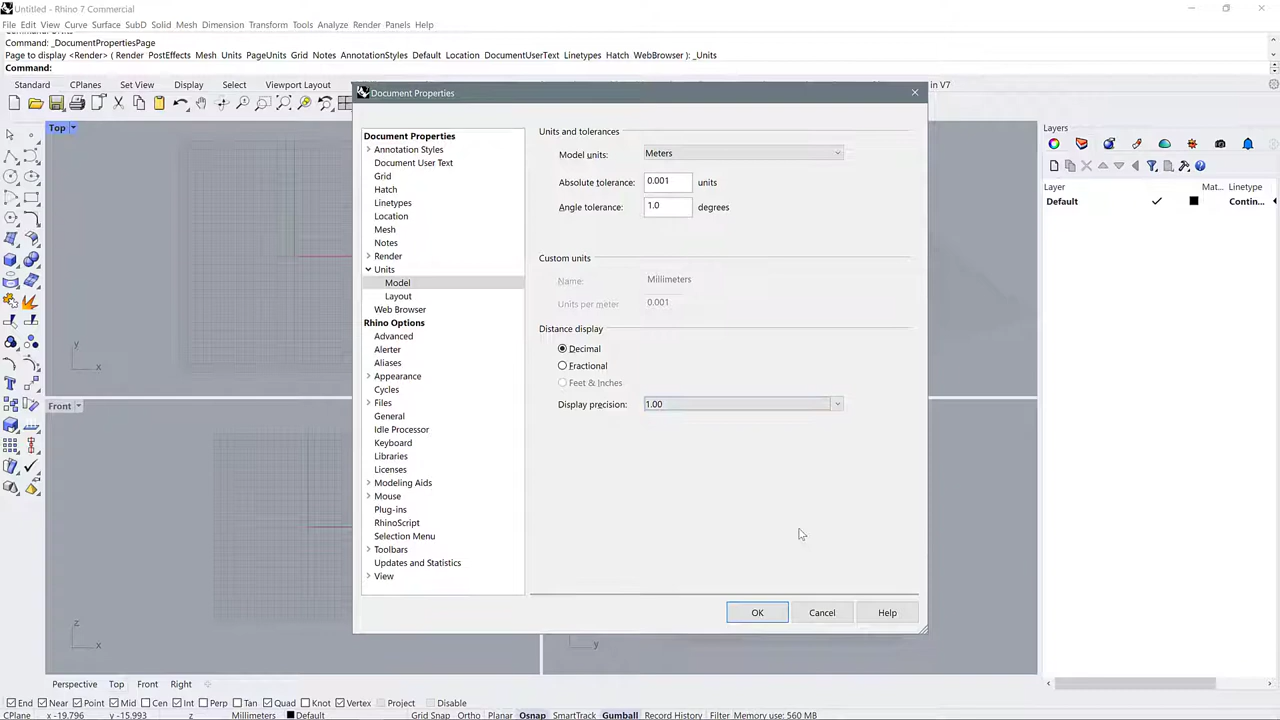 Untitled - Rhino 7 Commercial
File Edit View Curve Surface SubD Solid Mesh Dimension Transform Tools Analyze Render Panels Help
Command: _DocumentPropertiesPage
Page to display <Render> ( Render PostEffects Mesh Units PageUnits Grid Notes AnnotationStyles Default Location DocumentUserText Linetypes Hatch WebBrowser ): _Units
Command:
Standard CPlanes Set View Display Select Viewport Layout in V7
Document Properties
Top
Document Properties
Annotation Styles
Document User Text
Grid
Hatch
Linetypes
Location
Mesh
Notes
Render
Units
Model
Layout
Web Browser
Rhino Options
Advanced
Alerter
Aliases
Appearance
Cycles
Files
General
Idle Processor
Keyboard
Libraries
Licenses
Modeling Aids
Mouse
Plug-ins
RhinoScript
Selection Menu
Toolbars
Updates and Statistics
View
Units and tolerances
Model units: Meters
Absolute tolerance: 0.001 units
Angle tolerance: 1.0 degrees
Custom units
Name: Millimeters
Units per meter 0.001
Distance display
Decimal
Fractional
Feet & Inches
Display precision: 1.00
OK Cancel Help
Layers
Layer Mat... Linetype
Default Contin...
y
x
Front
z
x
y
Perspective Top Front Right
End Near Point Mid Cen Int Perp Tan Quad Knot Vertex Project Disable
CPlane x -19.796 y -15.993 z Millimeters Default Grid Snap Ortho Planar Osnap SmartTrack Gumball Record History Filter Memory use: 560 MB